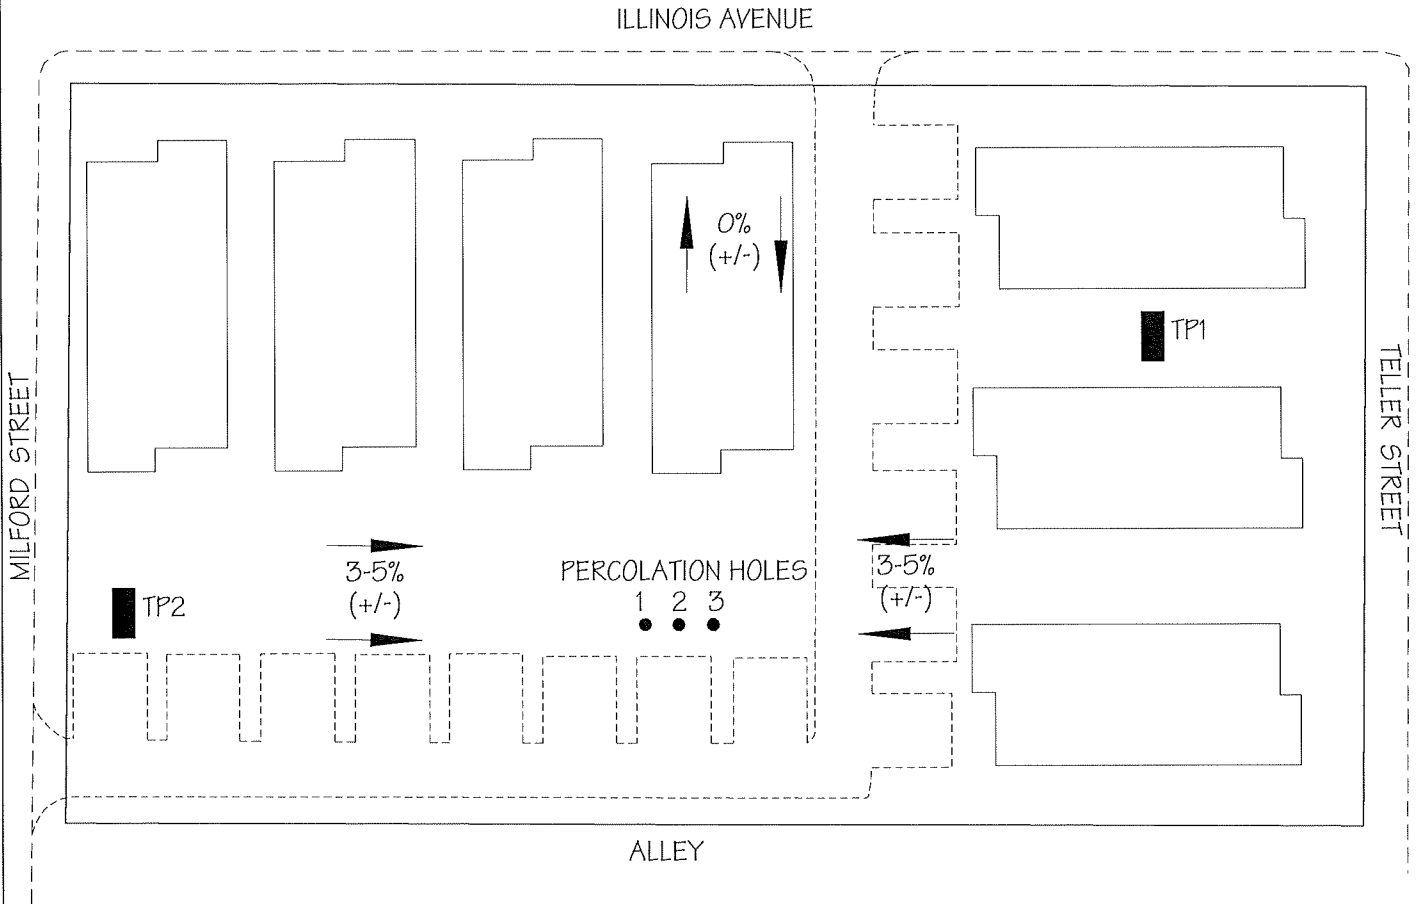 ILLINOIS AVENUE
0%
(+/-)
TP1
MILFORD STREET
TELLER STREET
3-5%
(+/-)
PERCOLATION HOLES
1 2 3
3-5%
(+/-)
TP2
ALLEY